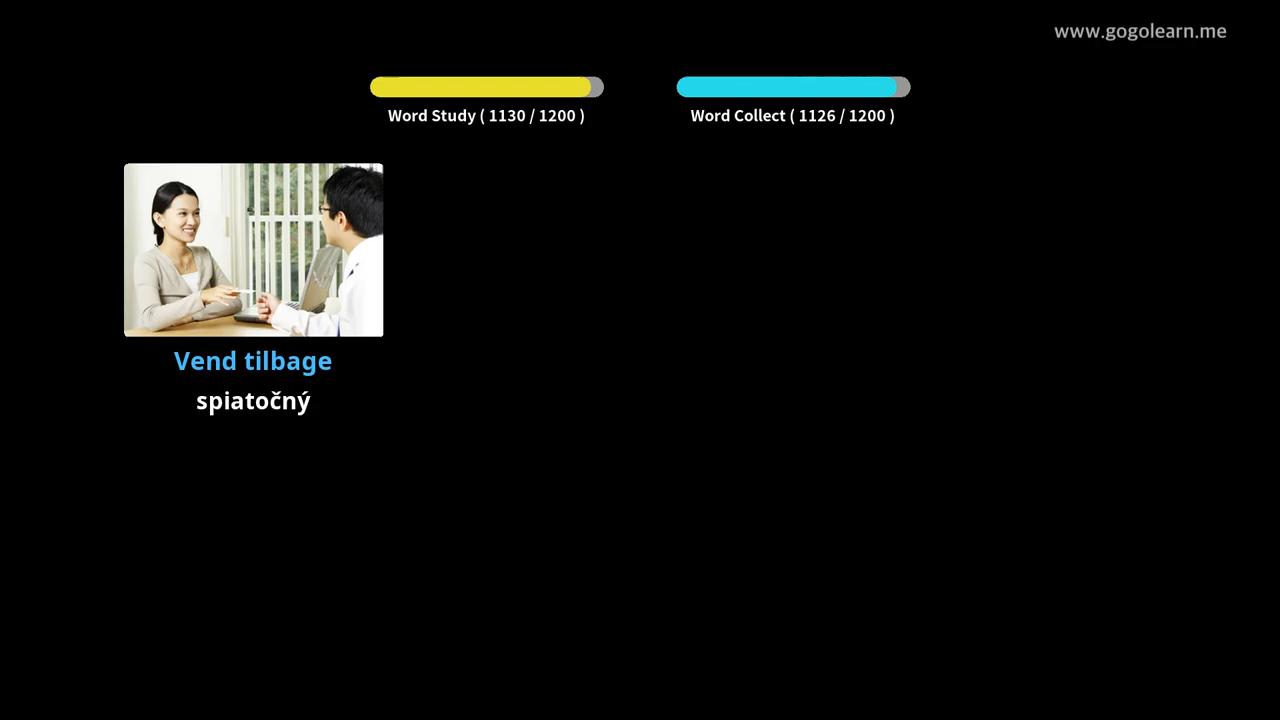 www.gogolearn.me
Word Study ( 1130 / 1200 )
Word Collect ( 1126 / 1200 )
Vend tilbage
spiatočný